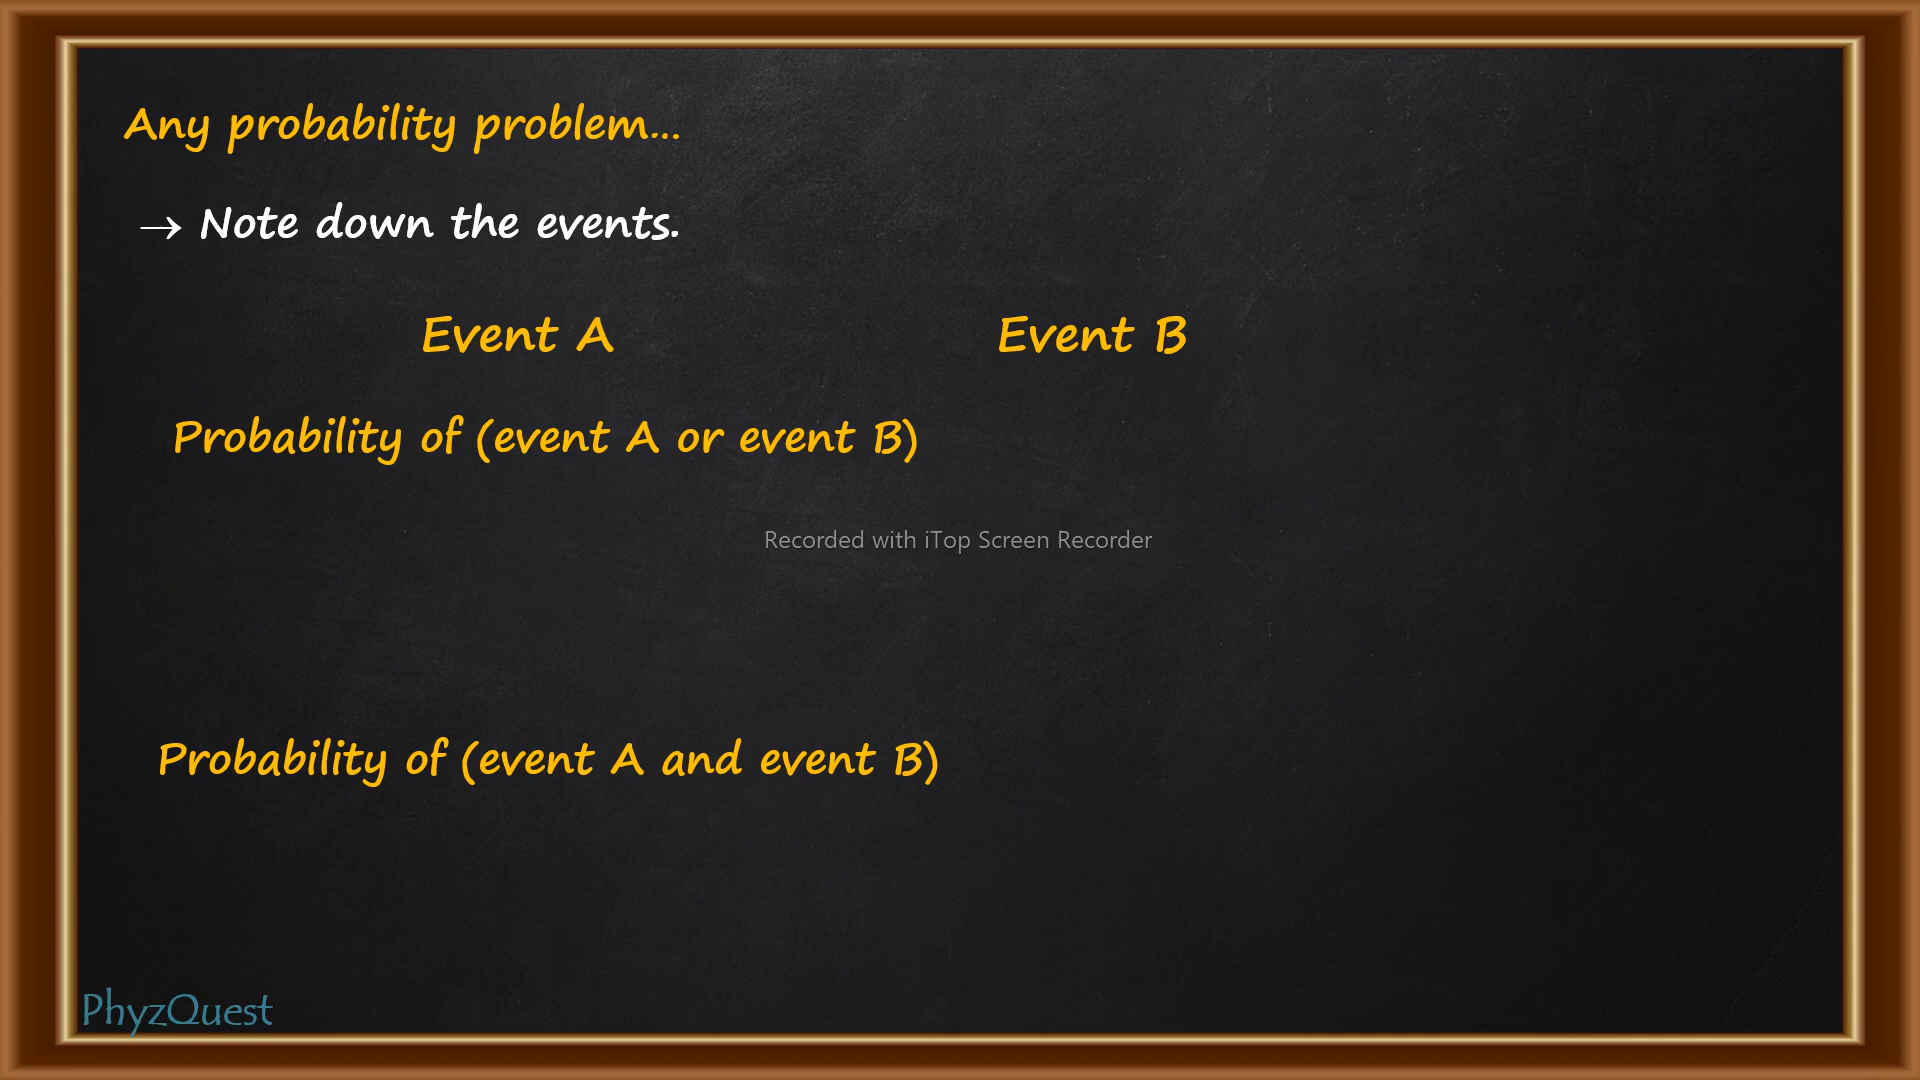 Any probability problem...
→ Note down the events.
Event A Event B
Probability of (event A or event B)
Recorded with iTop Screen Recorder
Probability of (event A and event B)
PhyzQuest